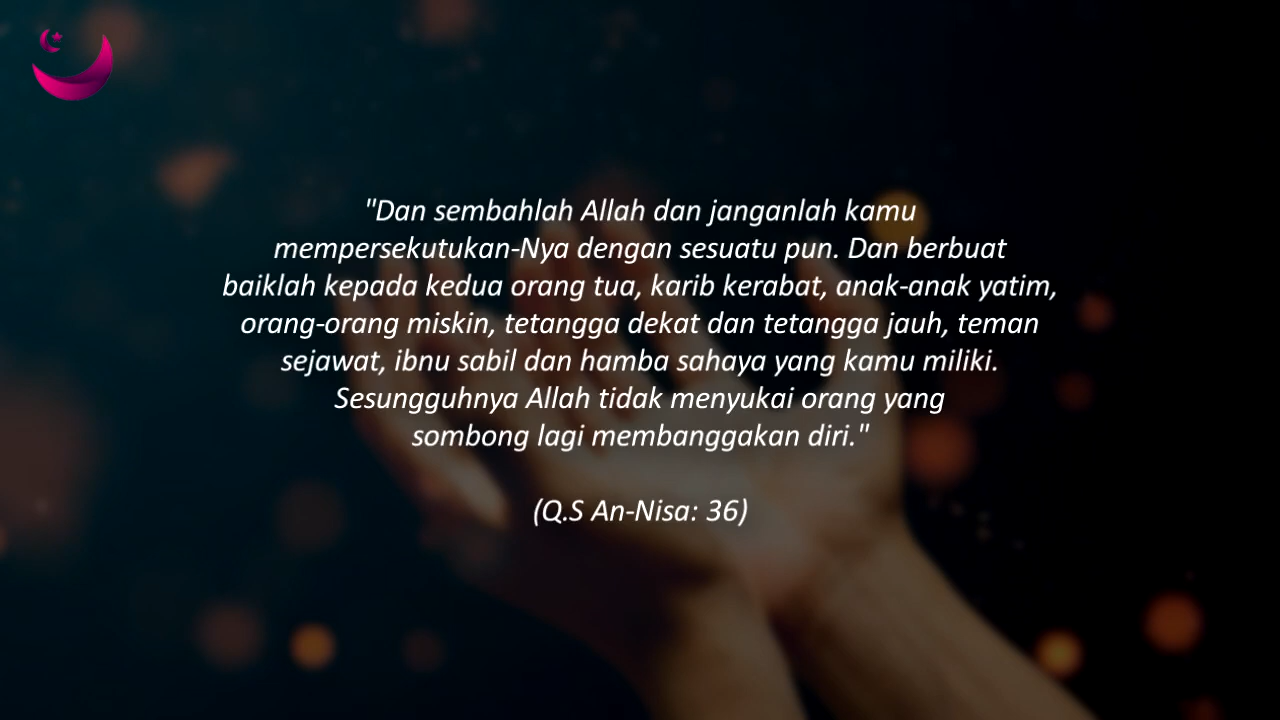 "Dan sembahlah Allah dan janganlah kamu
mempersekutukan-Nya dengan sesuatu pun. Dan berbuat
baiklah kepada kedua orang tua, karib kerabat, anak-anak yatim,
orang-orang miskin, tetangga dekat dan tetangga jauh, teman
sejawat, ibnu sabil dan hamba sahaya yang kamu miliki.
Sesungguhnya Allah tidak menyukai orang yang
sombong lagi membanggakan diri."
(Q.S An-Nisa: 36)